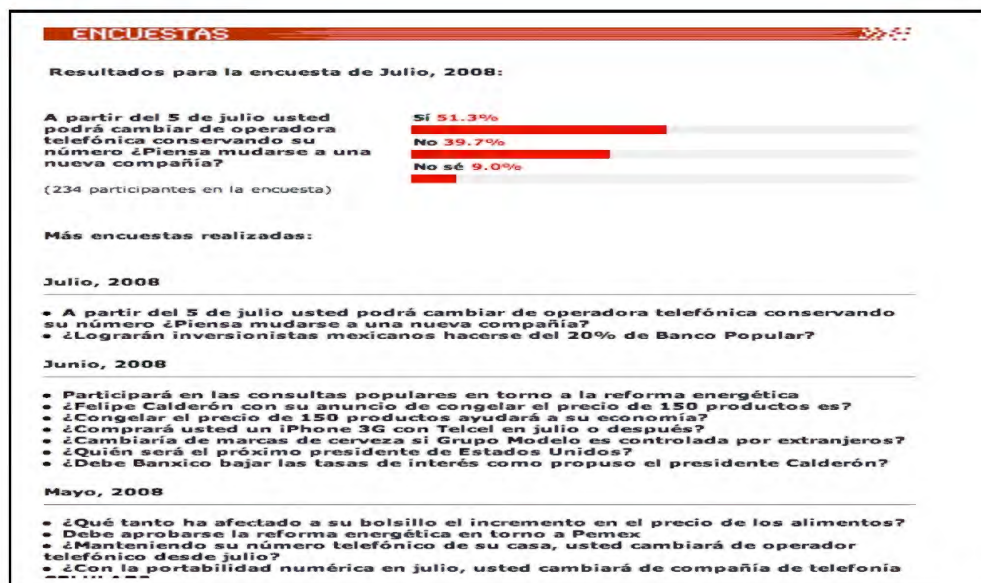 ENCUESTAS
Resultados para la encuesta de Julio, 2008:
A partir del 5 de julio usted
podrá cambiar de operadora
telefónica conservando su
número ¿Piensa mudarse a una
nueva compañía?
(234 participantes en la encuesta)
Sí 51.3%
No 39.7%
No sé 9.0%
Más encuestas realizadas:
Julio, 2008
• A partir del 5 de julio usted podrá cambiar de operadora telefónica conservando
su número ¿Piensa mudarse a una nueva compañía?
• ¿Lograrán inversionistas mexicanos hacerse del 20% de Banco Popular?
Junio, 2008
• Participará en las consultas populares en torno a la reforma energética
• ¿Felipe Calderón con su anuncio de congelar el precio de 150 productos es?
• ¿Congelar el precio de 150 productos ayudará a su economía?
• ¿Comprará usted un iPhone 3G con Telcel en julio o después?
• ¿Cambiaría de marcas de cerveza si Grupo Modelo es controlada por extranjeros?
• ¿Quién será el próximo presidente de Estados Unidos?
• ¿Debe Banxico bajar las tasas de interés como propuso el presidente Calderón?
Mayo, 2008
• ¿Qué tanto ha afectado a su bolsillo el incremento en el precio de los alimentos?
• Debe aprobarse la reforma energética en torno a Pemex
• ¿Manteniendo su número telefónico de su casa, usted cambiará de operador
telefónico desde julio?
• ¿Con la portabilidad numérica en julio, usted cambiará de compañía de telefonía